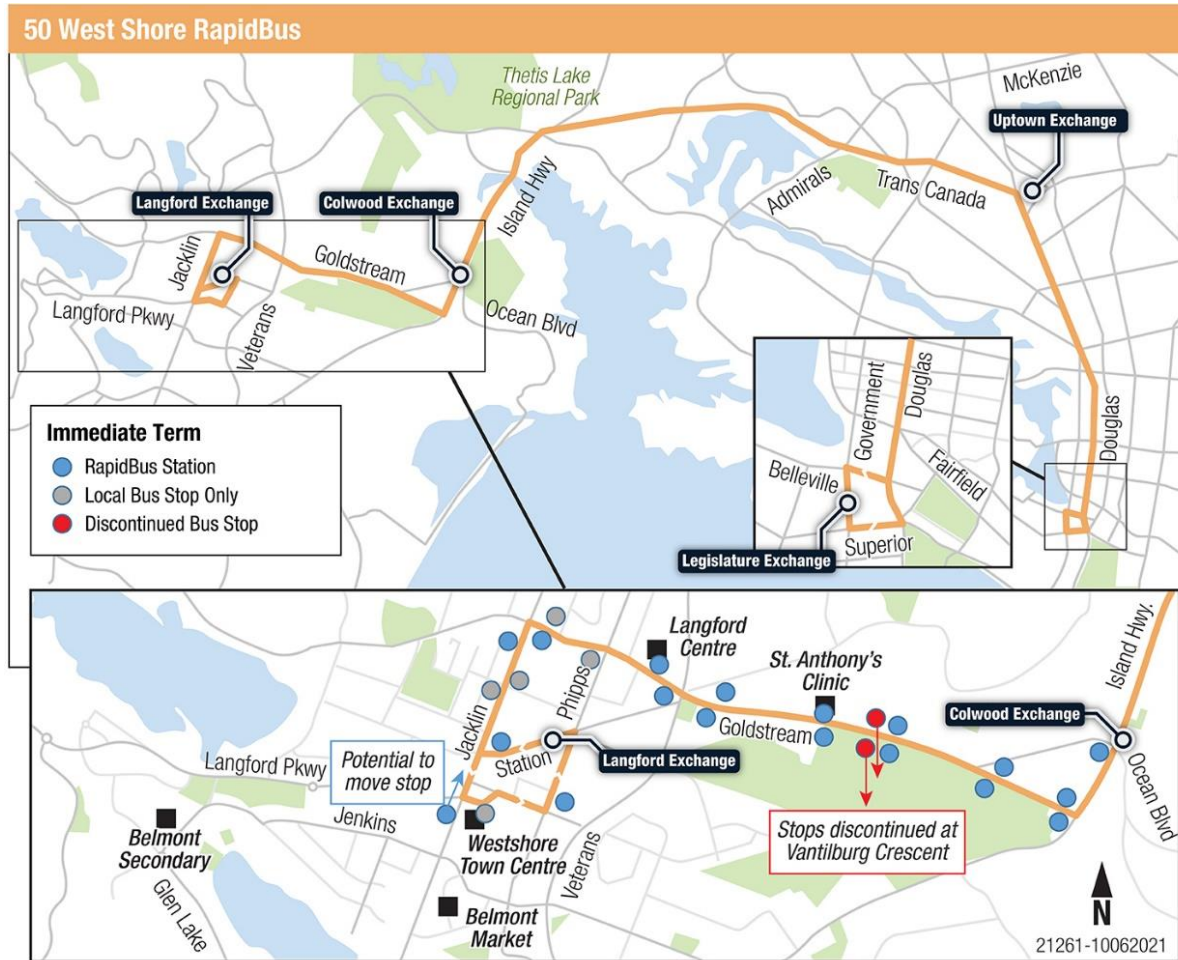 50 West Shore RapidBus
Thetis Lake
Regional Park
McKenzie
Uptown Exchange
Langford Exchange
Colwood Exchange
Island Hwy
Admirals
Trans Canada
Jacklin
Goldstream
Langford Pkwy
Veterans
Ocean Blvd
Immediate Term
RapidBus Station
Local Bus Stop Only
Discontinued Bus Stop
Government
Douglas
Belleville
Fairfield
Superior
Legislature Exchange
Douglas
Langford
Centre
St. Anthony's
Clinic
Island Hwy.
Phipps
Colwood Exchange
Jacklin
Goldstream
Potential to
move stop
Station
Langford Exchange
Langford Pkwy
Ocean Blvd
Jenkins
Belmont
Secondary
Westshore
Town Centre
Veterans
Stops discontinued at
Vantilburg Crescent
Glen Lake
Belmont
Market
N
21261-10062021